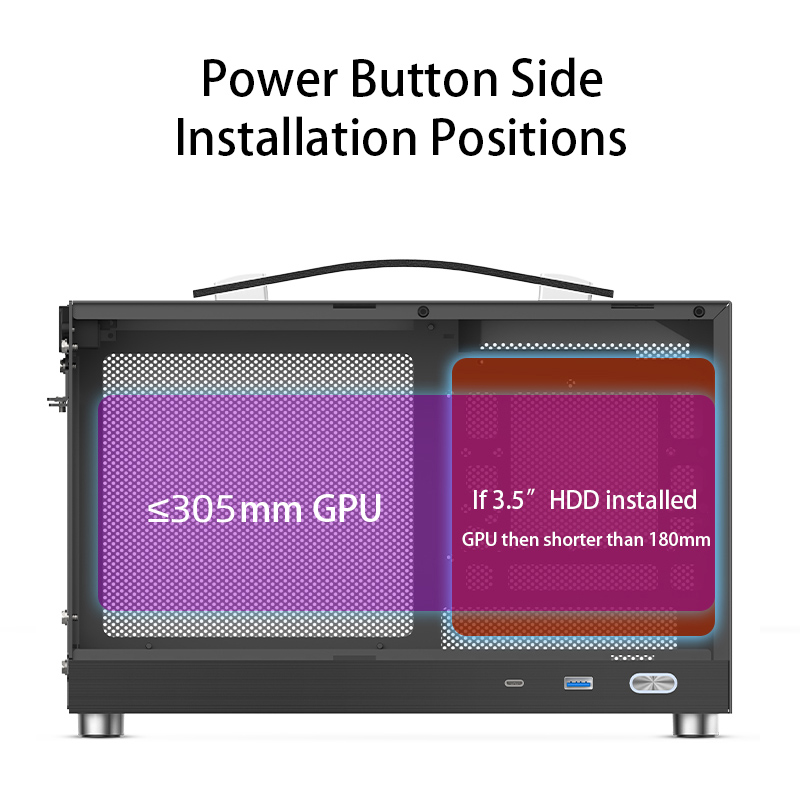 Power Button Side
Installation Positions
≤305mm GPU
If 3.5″ HDD installed
GPU then shorter than 180mm